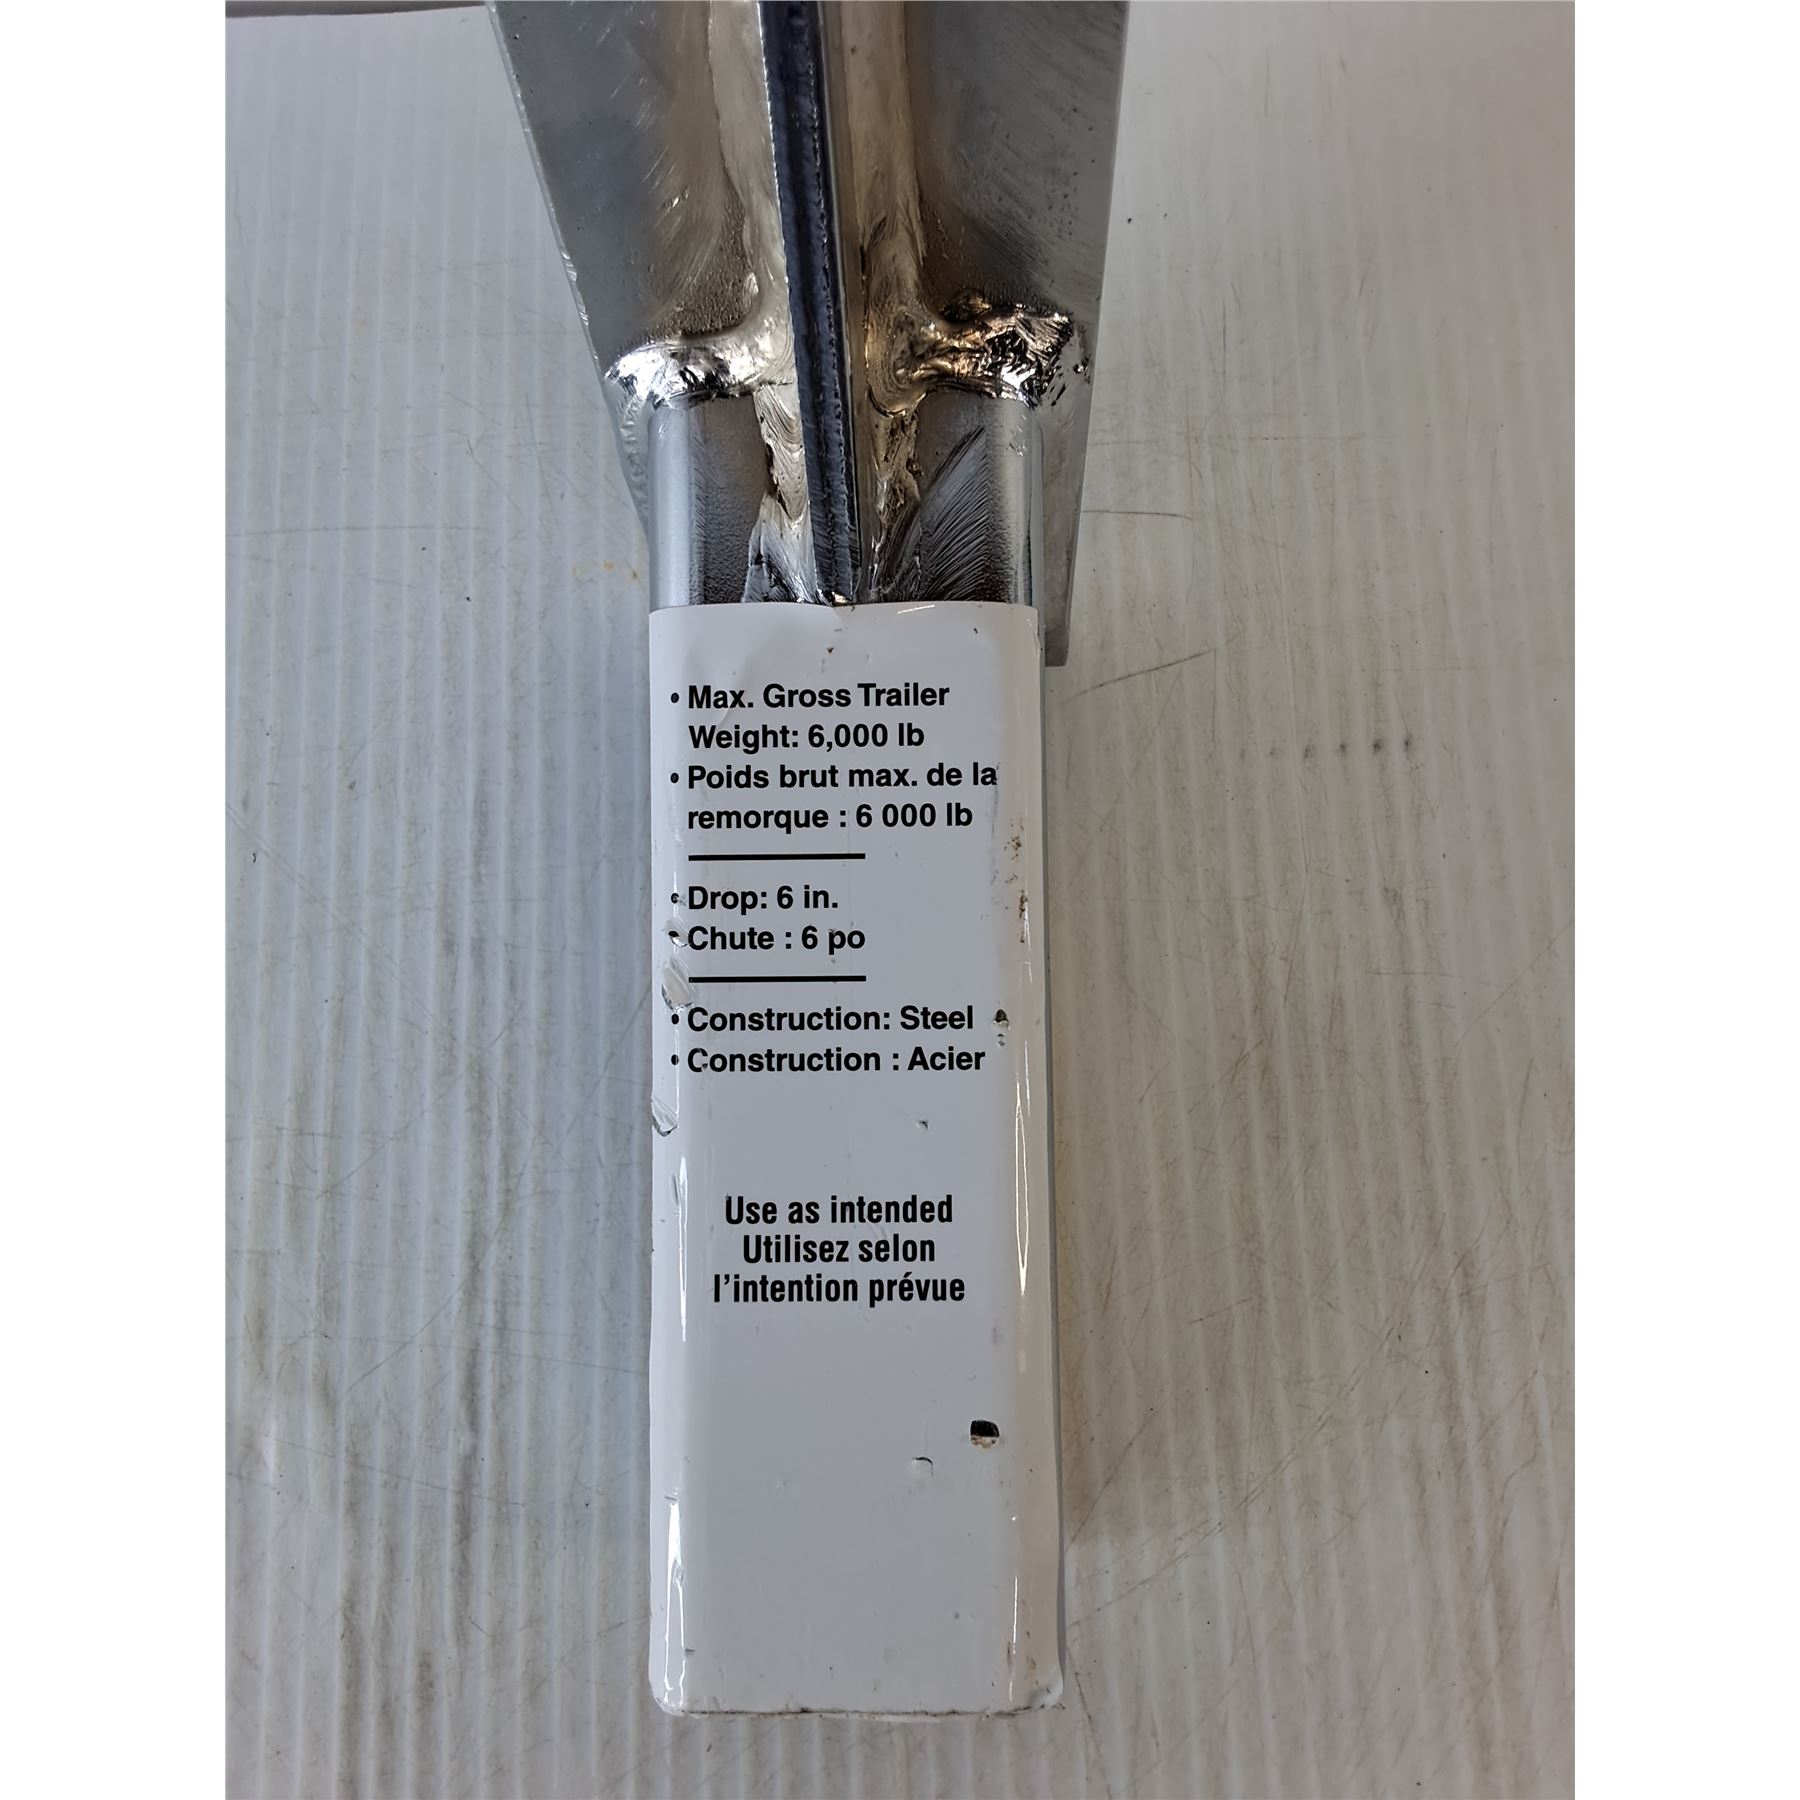 • Max. Gross Trailer
Weight: 6,000 lb
• Poids brut max. de la
remorque : 6 000 lb
• Drop: 6 in.
• Chute : 6 po
• Construction: Steel
• Construction : Acier
Use as intended
Utilisez selon
l'intention prévue